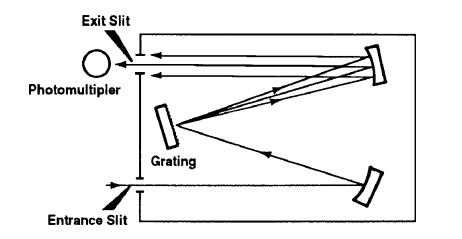 Exit Slit
Photomultipler
Grating
Entrance Slit